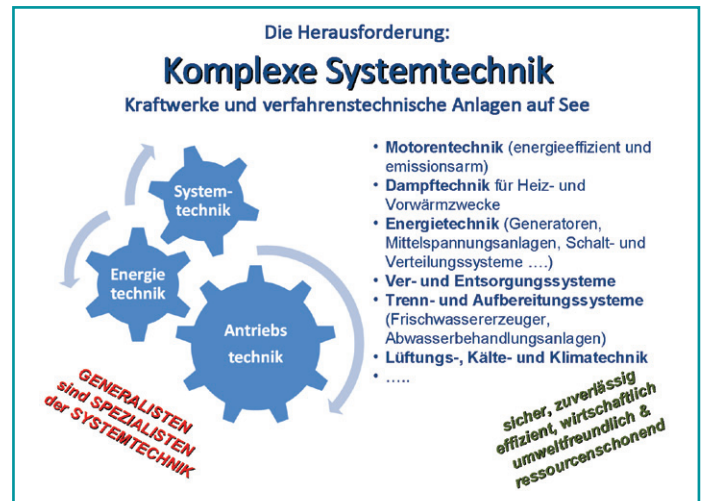 Die Herausforderung:
Komplexe Systemtechnik
Kraftwerke und verfahrenstechnische Anlagen auf See
System-
technik
Energie
technik
Antriebs
technik
• Motorentechnik (energieeffizient und
emissionsarm)
• Dampftechnik für Heiz- und
Vorwärmzwecke
• Energietechnik (Generatoren,
Mittelspannungsanlagen, Schalt- und
Verteilungssysteme ….)
• Ver- und Entsorgungssysteme
• Trenn- und Aufbereitungssysteme
(Frischwassererzeuger,
Abwasserbehandlungsanlagen)
• Lüftungs-, Kälte- und Klimatechnik
• …..
GENERALISTEN
sind SPEZIALISTEN
der SYSTEMTECHNIK
sicher, zuverlässig
effizient, wirtschaftlich
umweltfreundlich &
ressourcenschonend